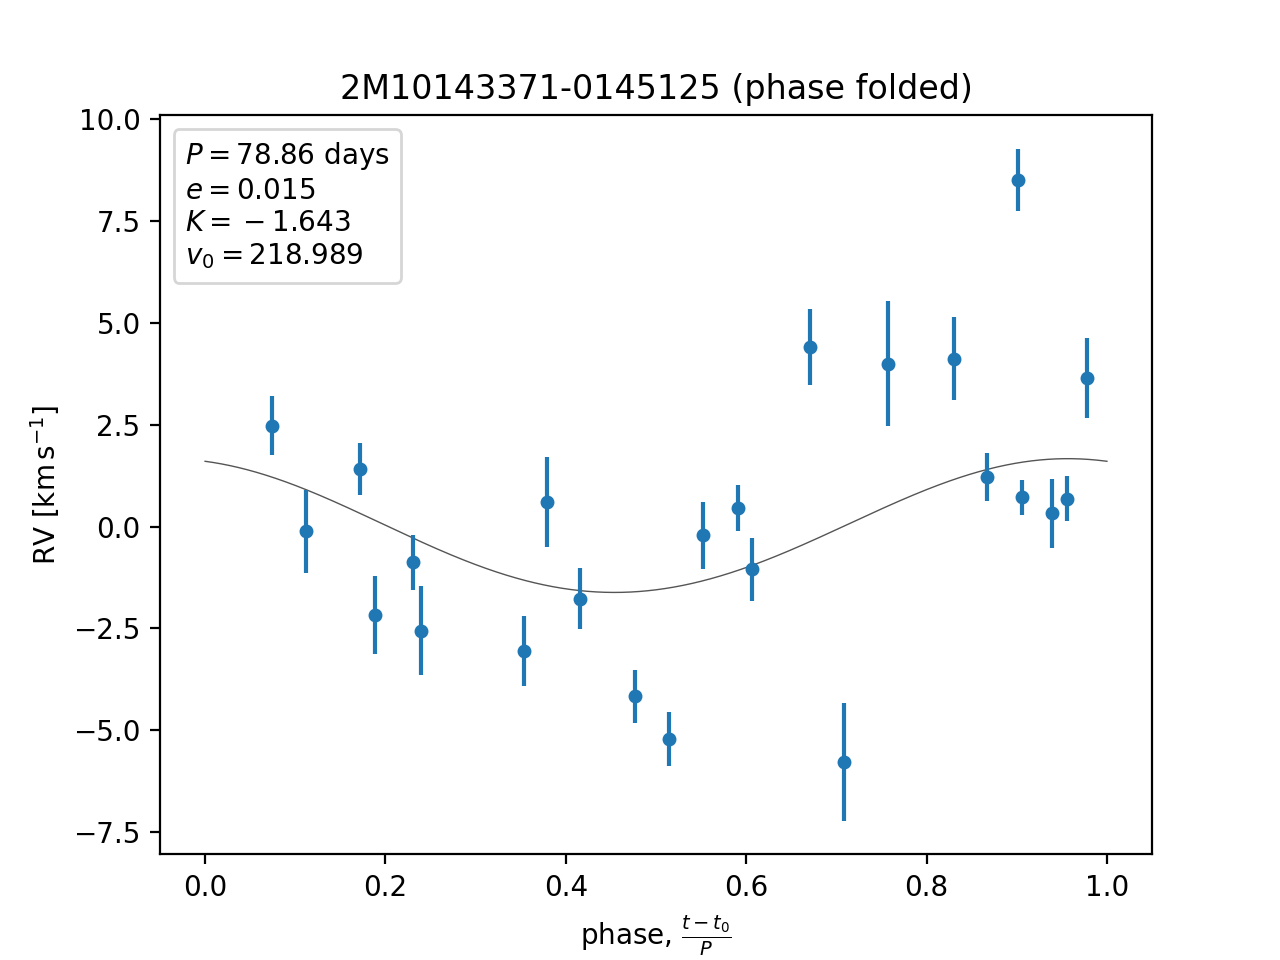 2M10143371-0145125 (phase folded)
P = 78.86 days
e = 0.015
K = −1.643
v₀ = 218.989
10.0
7.5
5.0
2.5
0.0
−2.5
−5.0
−7.5
RV [km s⁻¹]
0.0 0.2 0.4 0.6 0.8 1.0
phase, (t − t₀)/P